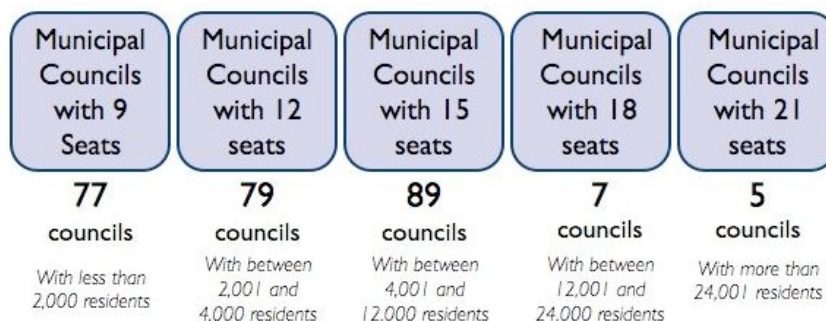 Municipal
Councils
with 9
Seats
77
councils
With less than
2,000 residents
Municipal
Councils
with 12
seats
79
councils
With between
2,001 and
4,000 residents
Municipal
Councils
with 15
seats
89
councils
With between
4,001 and
12,000 residents
Municipal
Councils
with 18
seats
7
councils
With between
12,001 and
24,000 residents
Municipal
Councils
with 21
seats
5
councils
With more than
24,001 residents